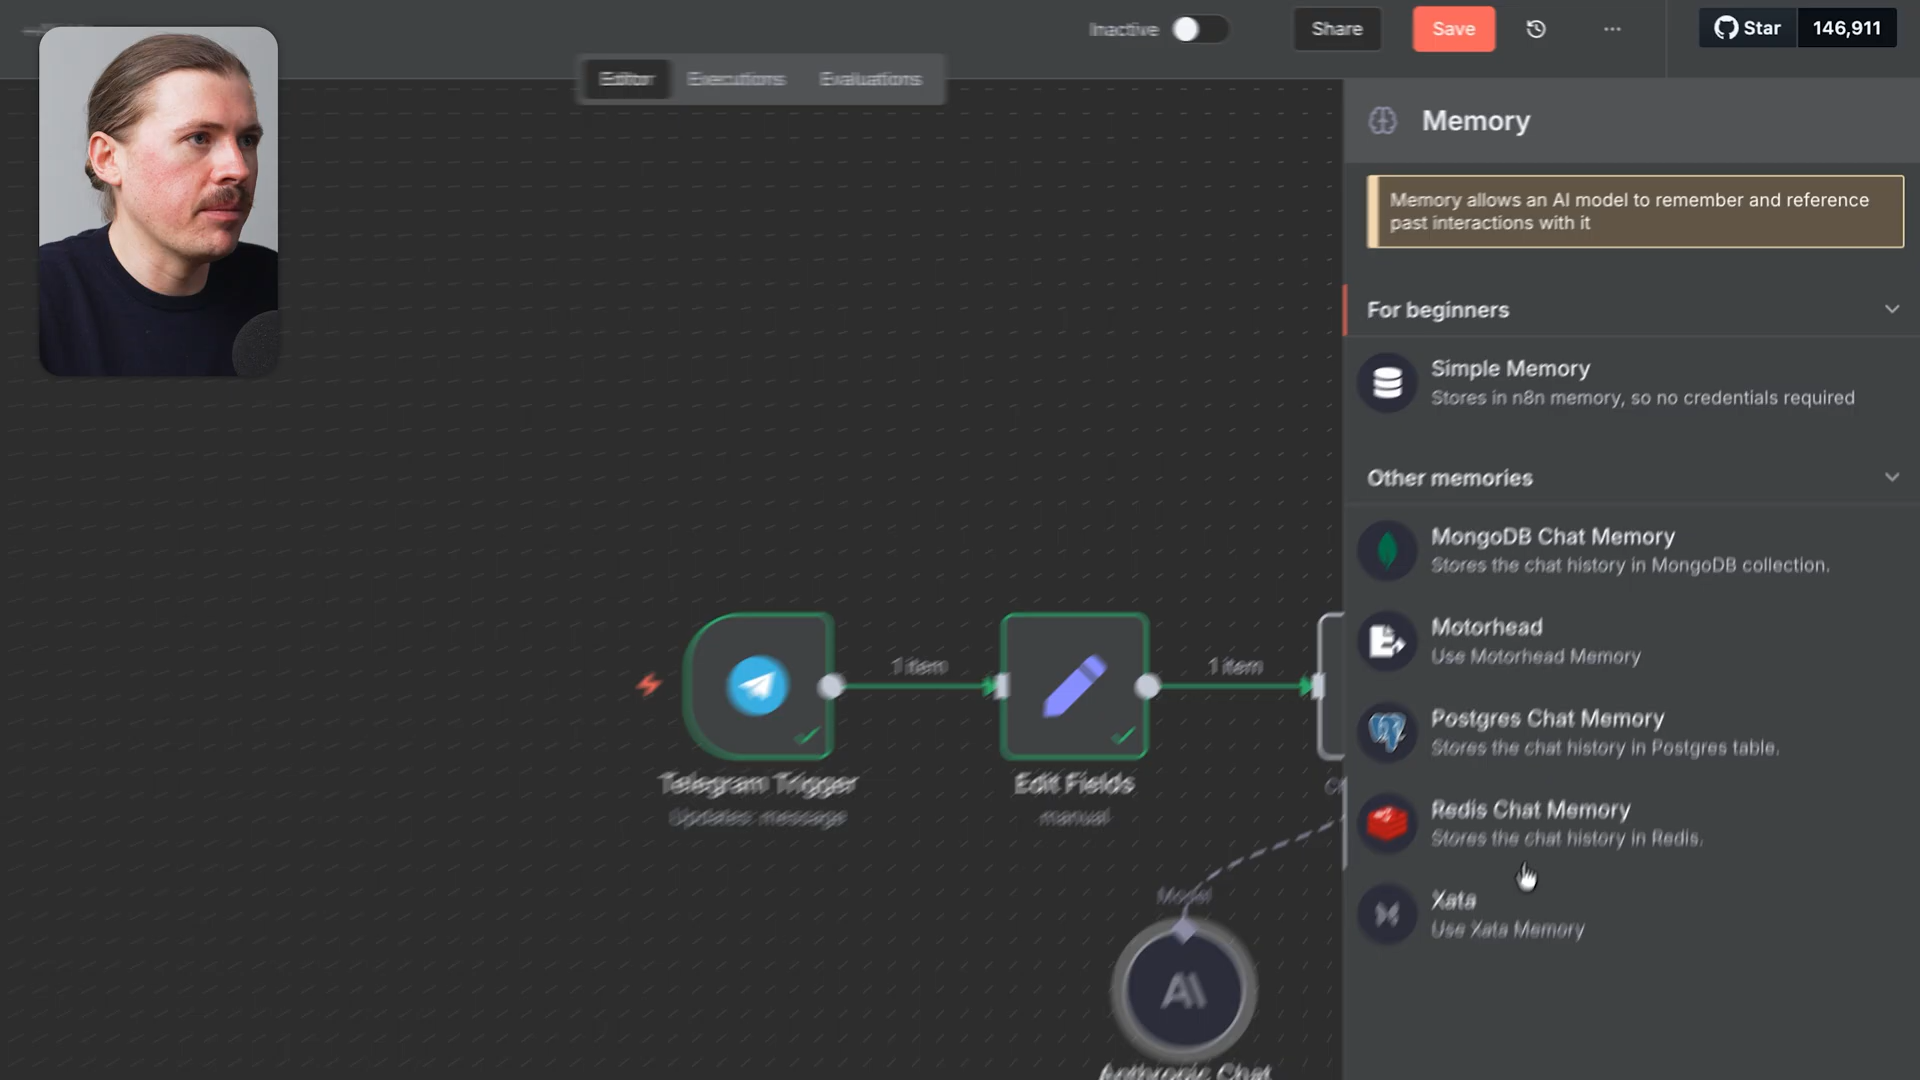 Inactive
Share
Save
Star
146,911
Editor
Executions
Evaluations
Memory
Memory allows an AI model to remember and reference
past interactions with it
For beginners
Simple Memory
Stores in n8n memory, so no credentials required
Other memories
MongoDB Chat Memory
Stores the chat history in MongoDB collection.
Motorhead
Use Motorhead Memory
Postgres Chat Memory
Stores the chat history in Postgres table.
Redis Chat Memory
Stores the chat history in Redis.
Xata
Use Xata Memory
1 item
1 item
Telegram Trigger
Updates: message
Edit Fields
manual
Model
Anthropic Chat